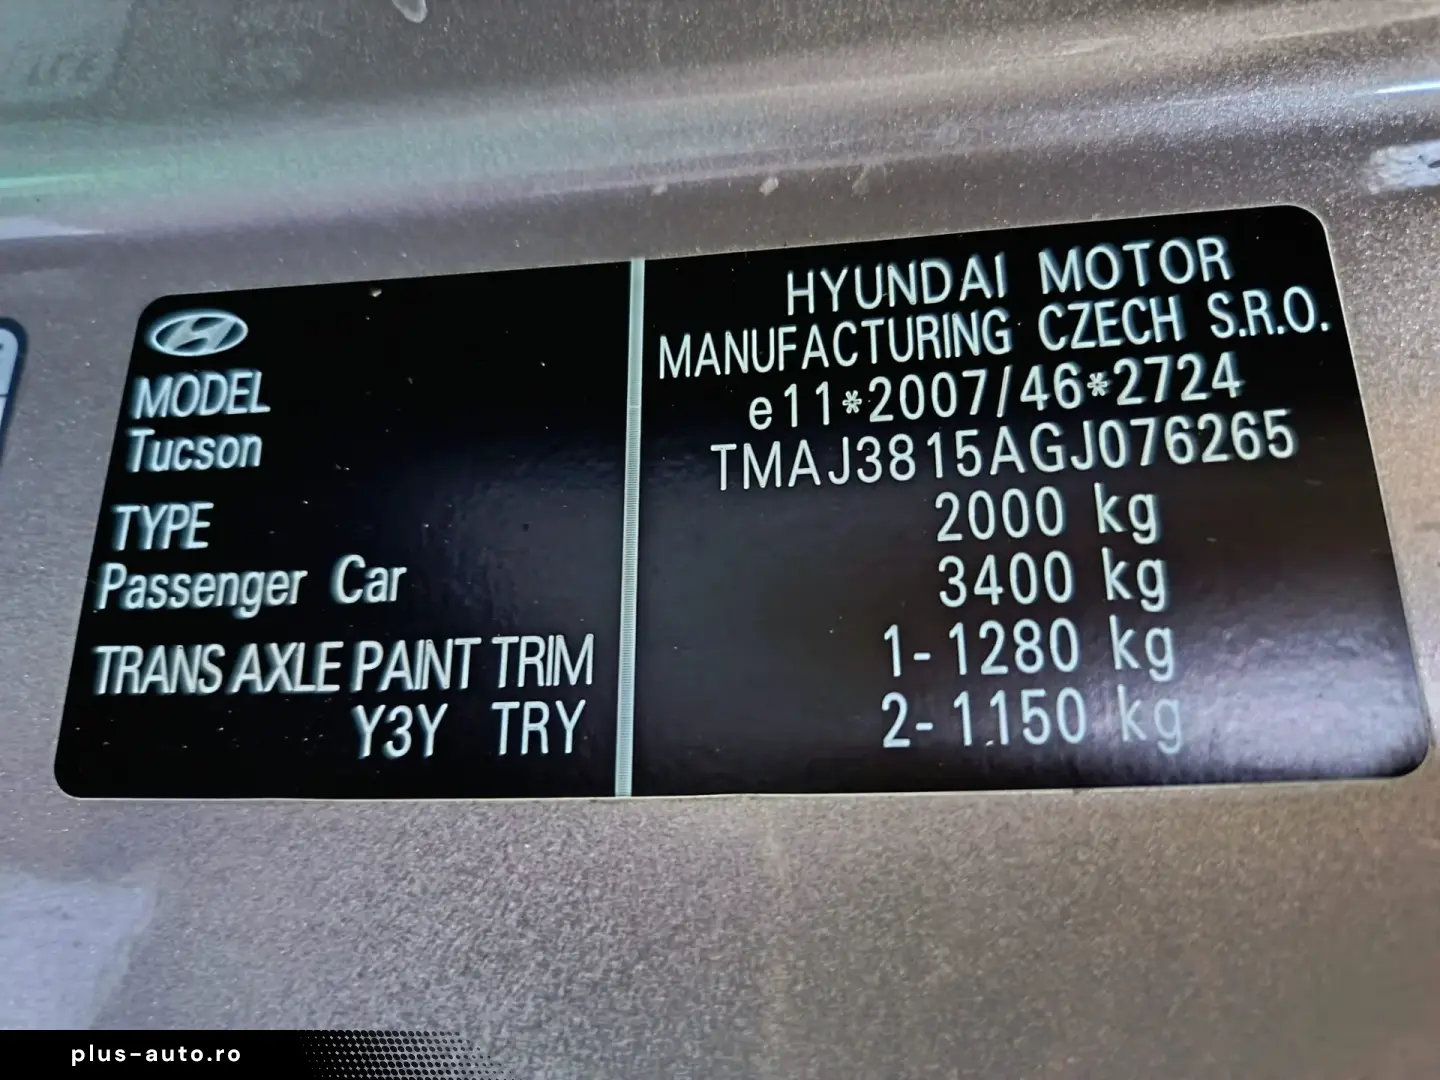 MODEL
Tucson
TYPE
Passenger Car
TRANS AXLE PAINT TRIM
Y3Y TRY
HYUNDAI MOTOR
MANUFACTURING CZECH S.R.O.
e11*2007/46*2724
TMAJ3815AGJ076265
2000 kg
3400 kg
1-1280 kg
2-1150 kg
plus-auto.ro